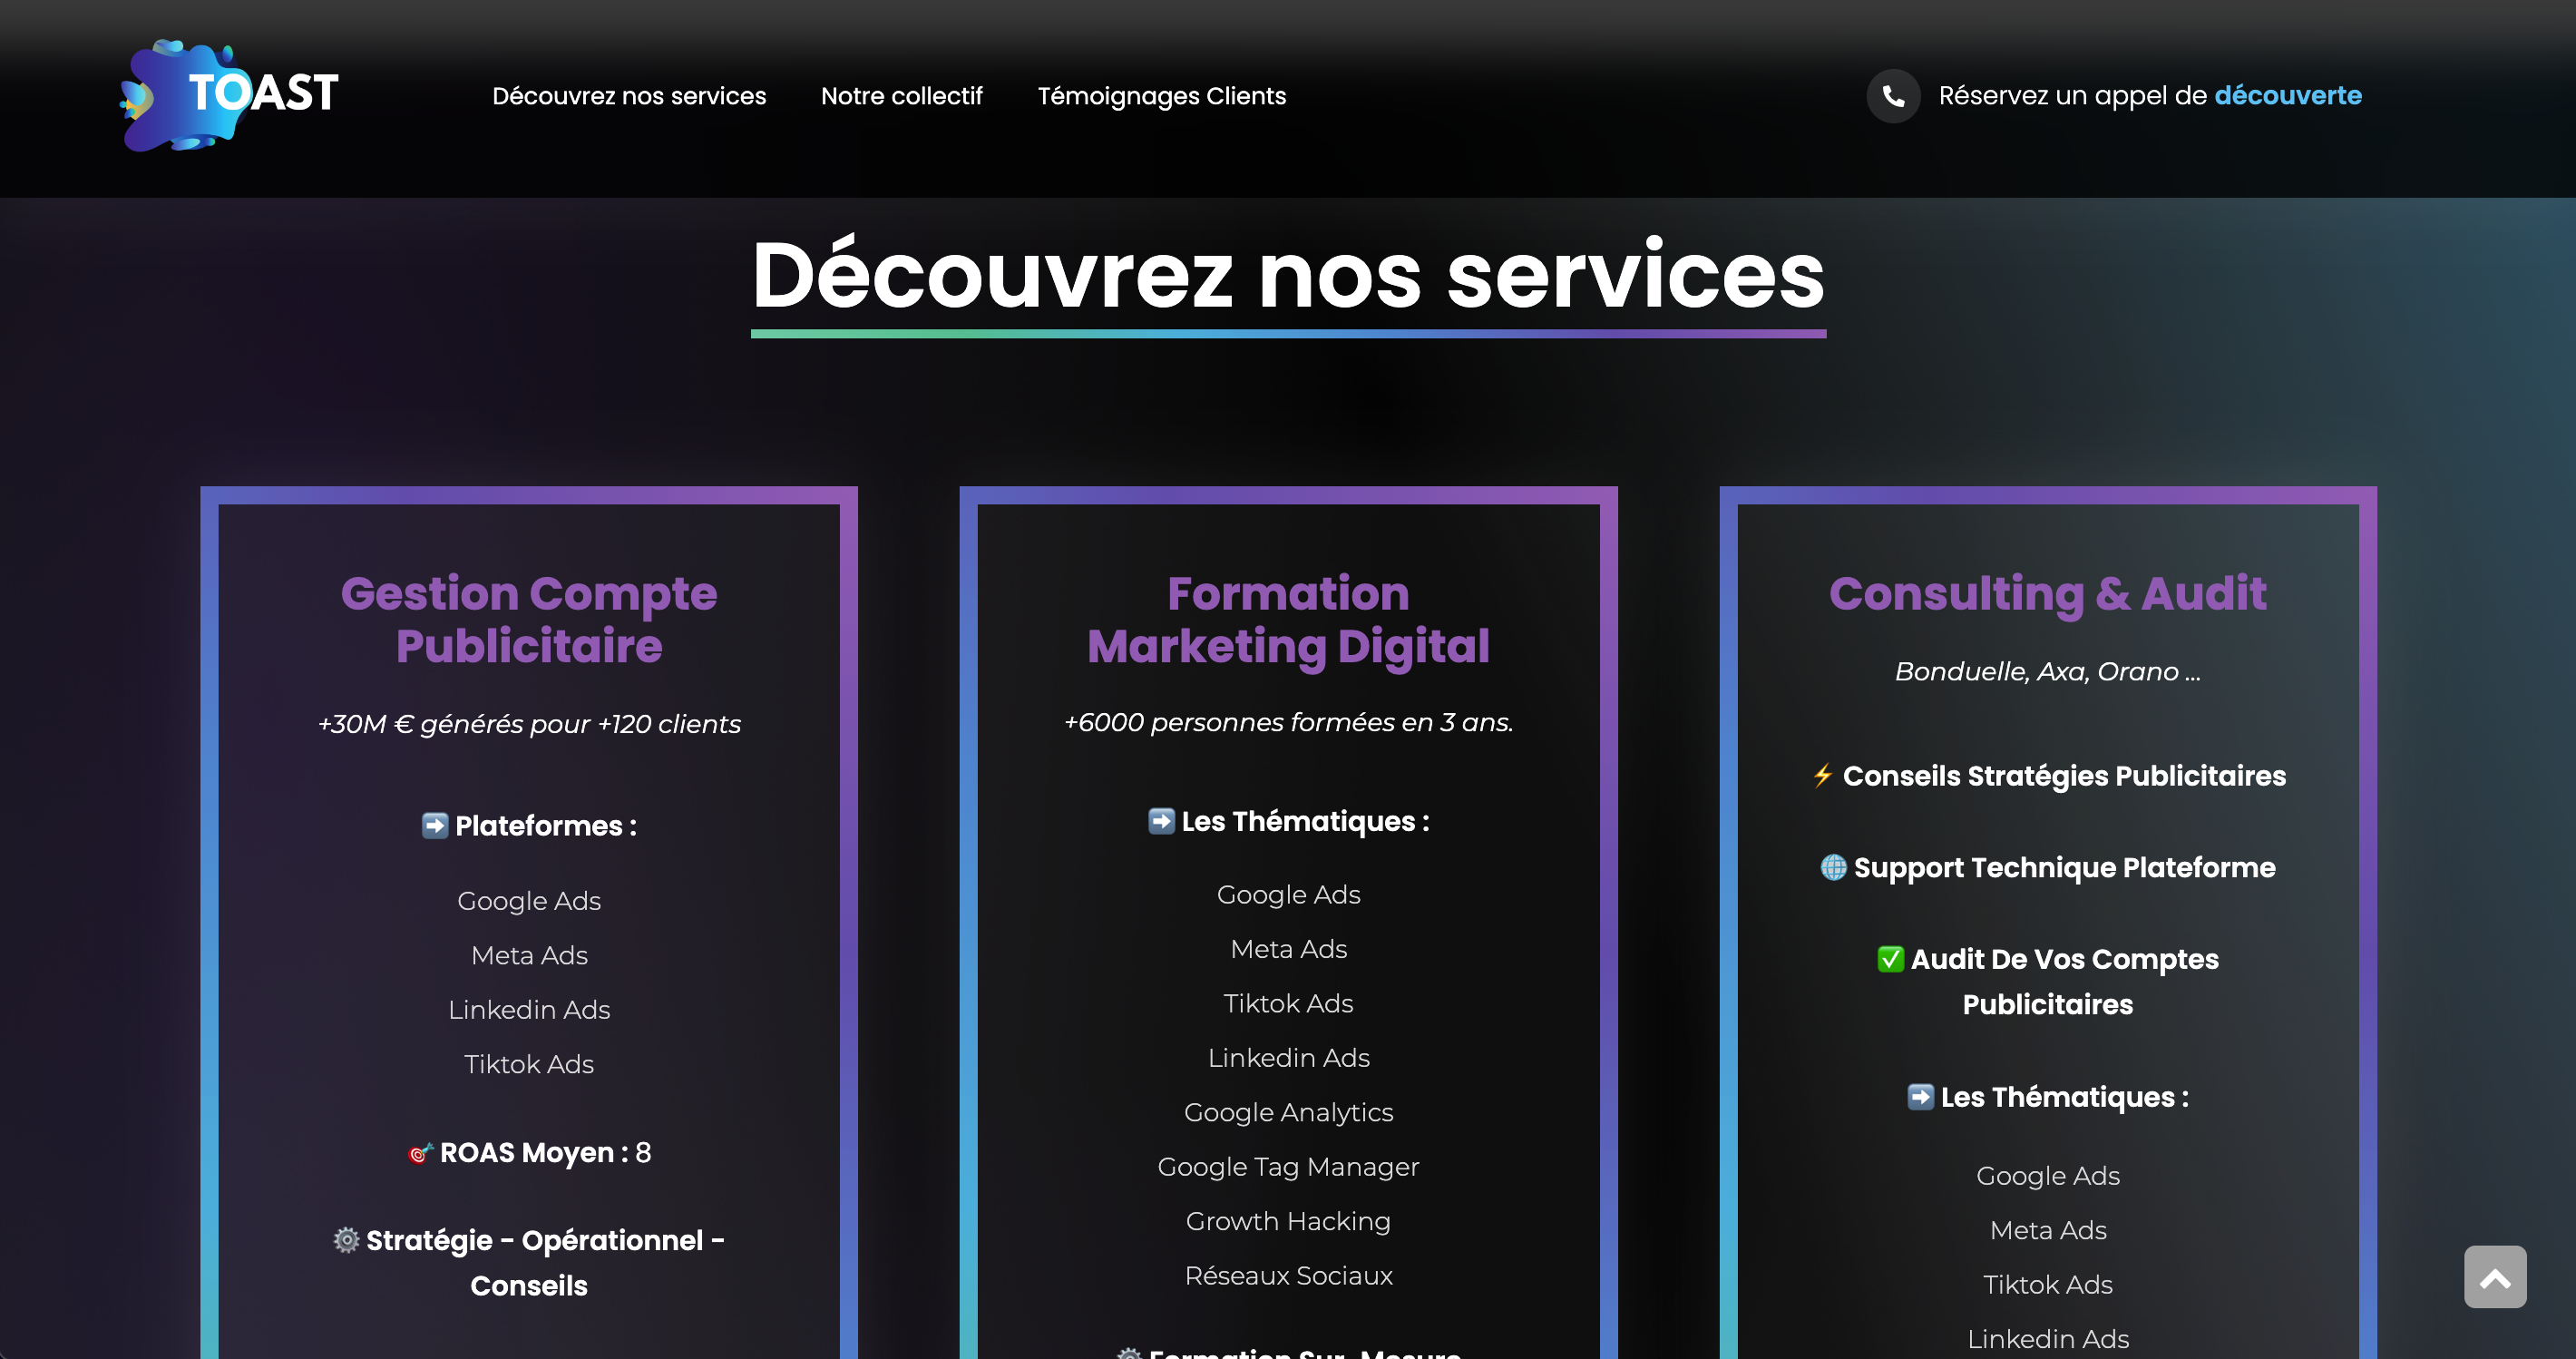 TOAST
Découvrez nos services
Notre collectif
Témoignages Clients
Réservez un appel de découverte
Découvrez nos services
Gestion Compte
Publicitaire
+30M € générés pour +120 clients
➡️ Plateformes :
Google Ads
Meta Ads
Linkedin Ads
Tiktok Ads
🎯 ROAS Moyen : 8
⚙️ Stratégie - Opérationnel -
Conseils
Formation
Marketing Digital
+6000 personnes formées en 3 ans.
➡️ Les Thématiques :
Google Ads
Meta Ads
Tiktok Ads
Linkedin Ads
Google Analytics
Google Tag Manager
Growth Hacking
Réseaux Sociaux
⚙️ Formation Sur-Mesure
Consulting & Audit
Bonduelle, Axa, Orano ...
⚡ Conseils Stratégies Publicitaires
🌐 Support Technique Plateforme
✅ Audit De Vos Comptes
Publicitaires
➡️ Les Thématiques :
Google Ads
Meta Ads
Tiktok Ads
Linkedin Ads